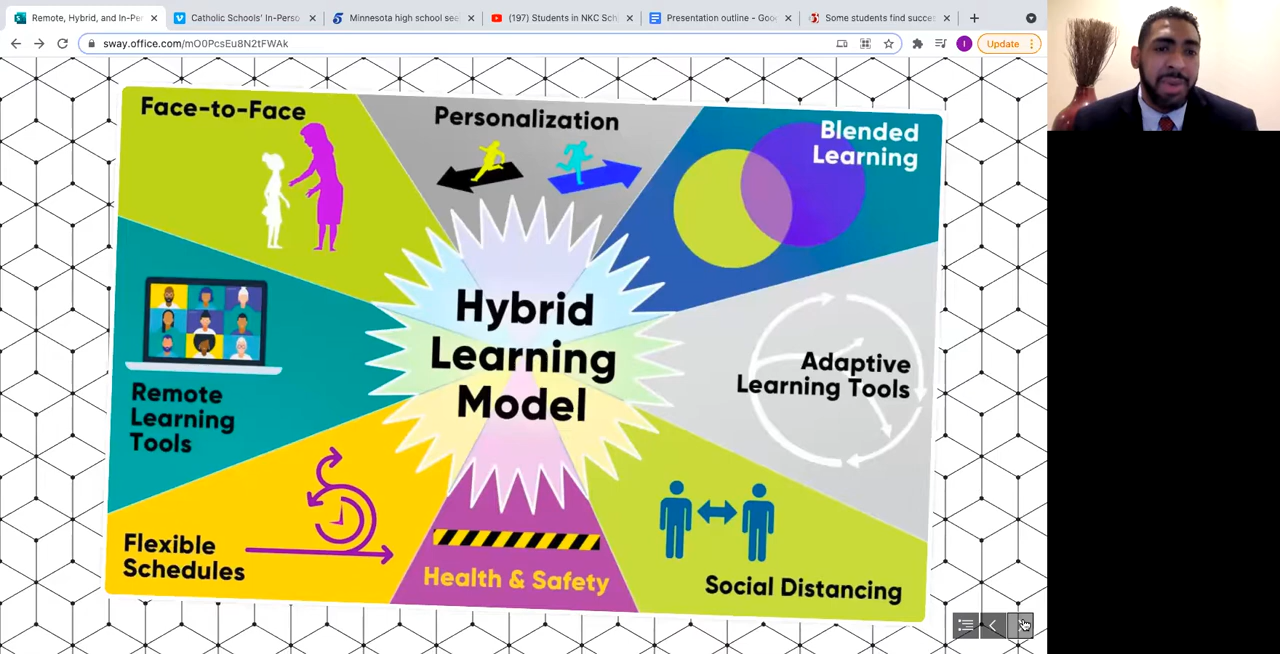 Remote, Hybrid, and In-Per
Catholic Schools' In-Perso
Minnesota high school see
(197) Students in NKC Sch
Presentation outline - Goo
Some students find succes
sway.office.com/mO0PcsEu8N2tFWAk
Update
Face-to-Face
Personalization
Blended
Learning
Hybrid
Learning
Model
Adaptive
Learning Tools
Remote
Learning
Tools
Flexible
Schedules
Health & Safety
Social Distancing